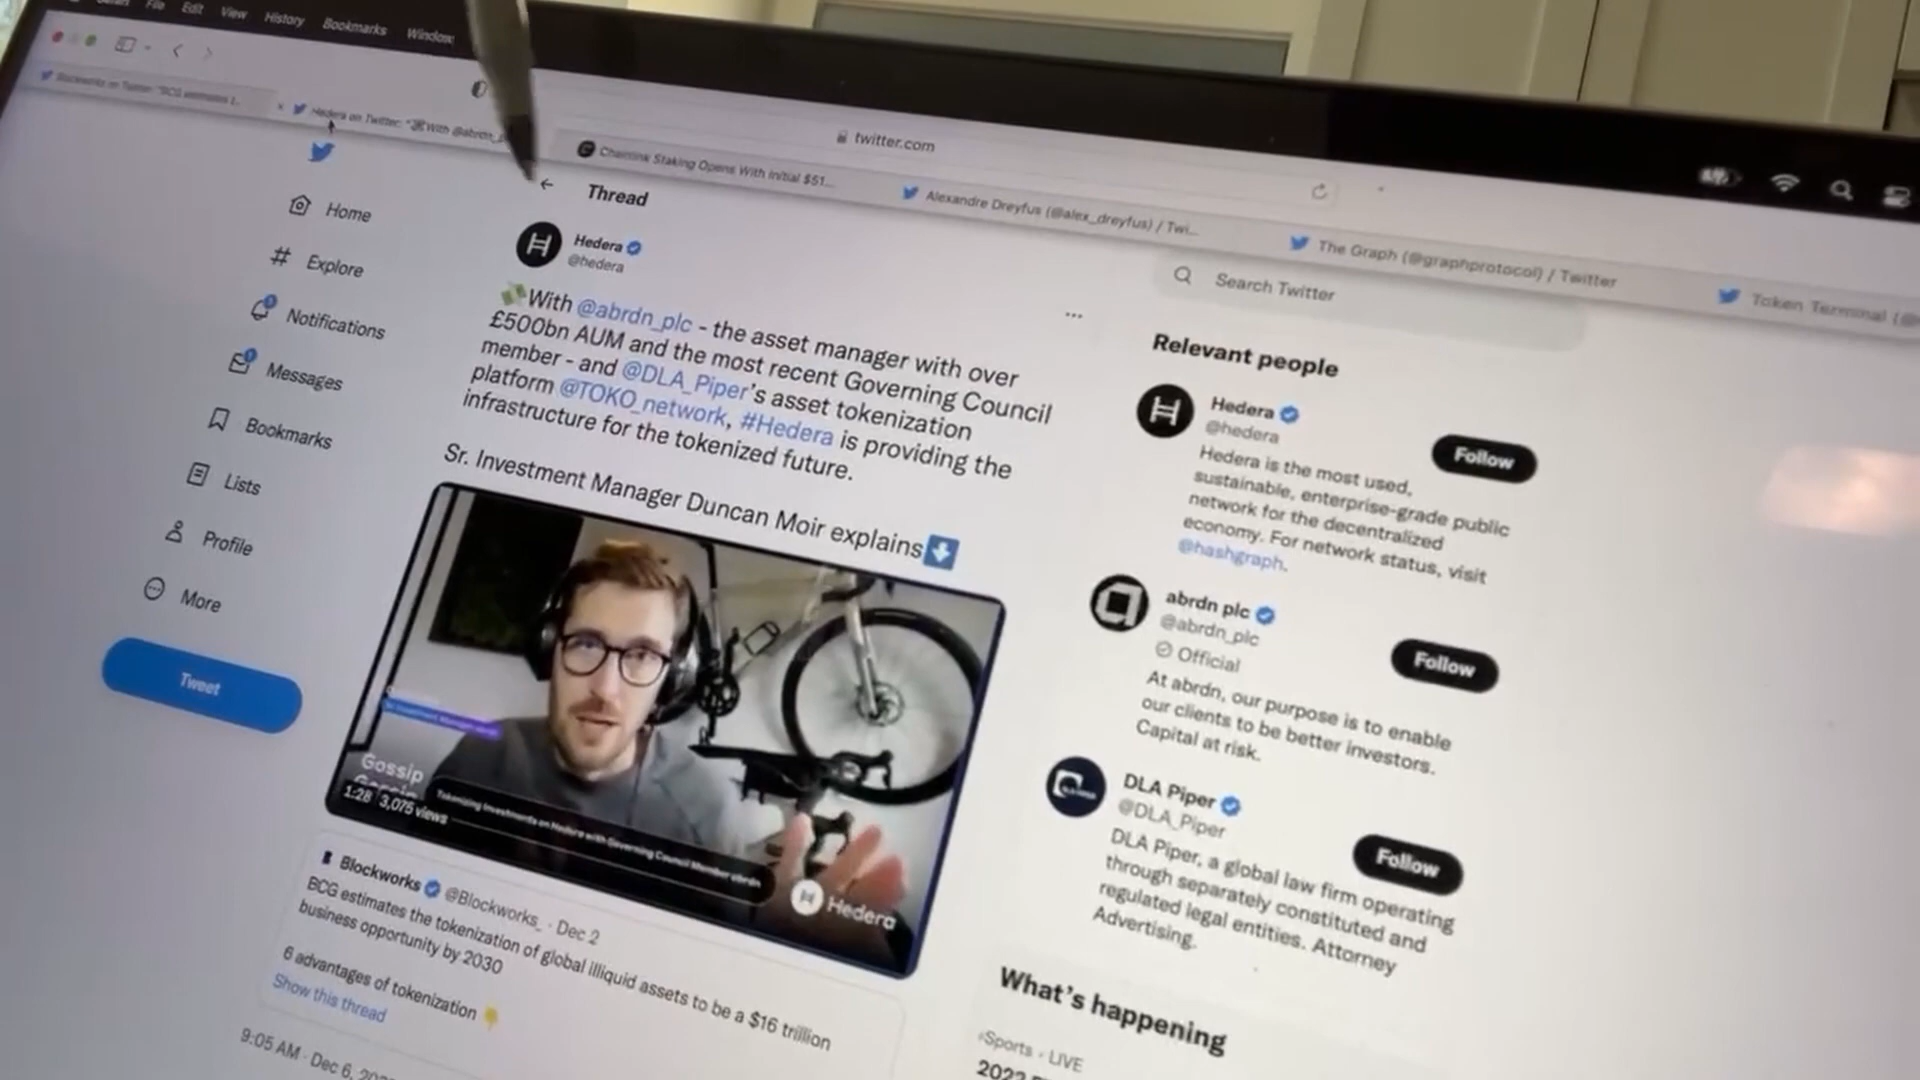 File Edit View History Bookmarks Window
twitter.com
Blockworks on Twitter: "BCG estimates t...
Hedera on Twitter: "💸With @abrdn_p
Chainlink Staking Opens With Initial $51...
Alexandre Dreyfus (@alex_dreyfus) / Twi...
The Graph (@graphprotocol) / Twitter
Token Terminal (@
Home
Explore
Notifications
Messages
Bookmarks
Lists
Profile
More
Tweet
Thread
Hedera
@hedera
💸With @abrdn_plc - the asset manager with over
£500bn AUM and the most recent Governing Council
member - and @DLA_Piper's asset tokenization
platform @TOKO_network, #Hedera is providing the
infrastructure for the tokenized future.
Sr. Investment Manager Duncan Moir explains⬇️
Sr Investment Manager
Gossip
1:28 3,075 views
Tokenizing Investments on Hedera with Governing Council Member abrdn
Hedera
Blockworks @Blockworks_ · Dec 2
BCG estimates the tokenization of global illiquid assets to be a $16 trillion
business opportunity by 2030
6 advantages of tokenization 👇
Show this thread
9:05 AM · Dec 6,
Search Twitter
Relevant people
Hedera
@hedera
Follow
Hedera is the most used,
sustainable, enterprise-grade public
network for the decentralized
economy. For network status, visit
@hashgraph.
abrdn plc
@abrdn_plc
Official
Follow
At abrdn, our purpose is to enable
our clients to be better investors.
Capital at risk.
DLA Piper
@DLA_Piper
Follow
DLA Piper, a global law firm operating
through separately constituted and
regulated legal entities. Attorney
Advertising.
What's happening
Sports · LIVE
2022